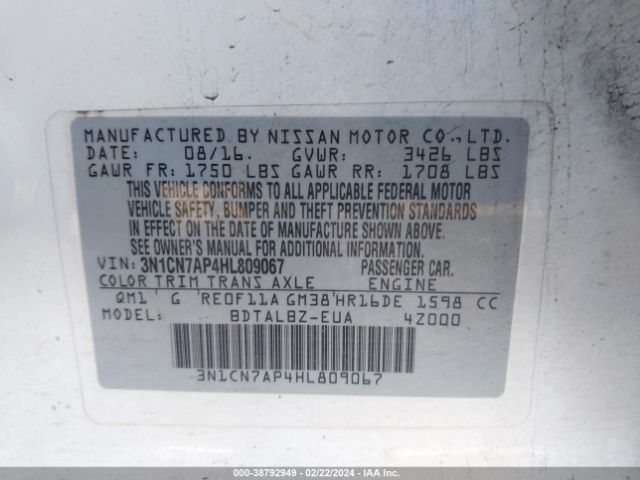 MANUFACTURED BY NISSAN MOTOR CO., LTD.
DATE: 08/16. GVWR: 3426 LBS
GAWR FR: 1750 LBS GAWR RR: 1708 LBS
THIS VEHICLE CONFORMS TO ALL APPLICABLE FEDERAL MOTOR
VEHICLE SAFETY, BUMPER AND THEFT PREVENTION STANDARDS
IN EFFECT ON THE DATE OF MANUFACTURE SHOWN ABOVE.
SEE OWNER'S MANUAL FOR ADDITIONAL INFORMATION.
VIN: 3N1CN7AP4HL809067 PASSENGER CAR.
COLOR TRIM TRANS AXLE ENGINE
QM1 G RE0F11A GM38 HR16DE 1598 CC
MODEL: BDTALBZ-EUA 4Z000
3N1CN7AP4HL809067
000-38792949 - 02/22/2024 - IAA Inc.